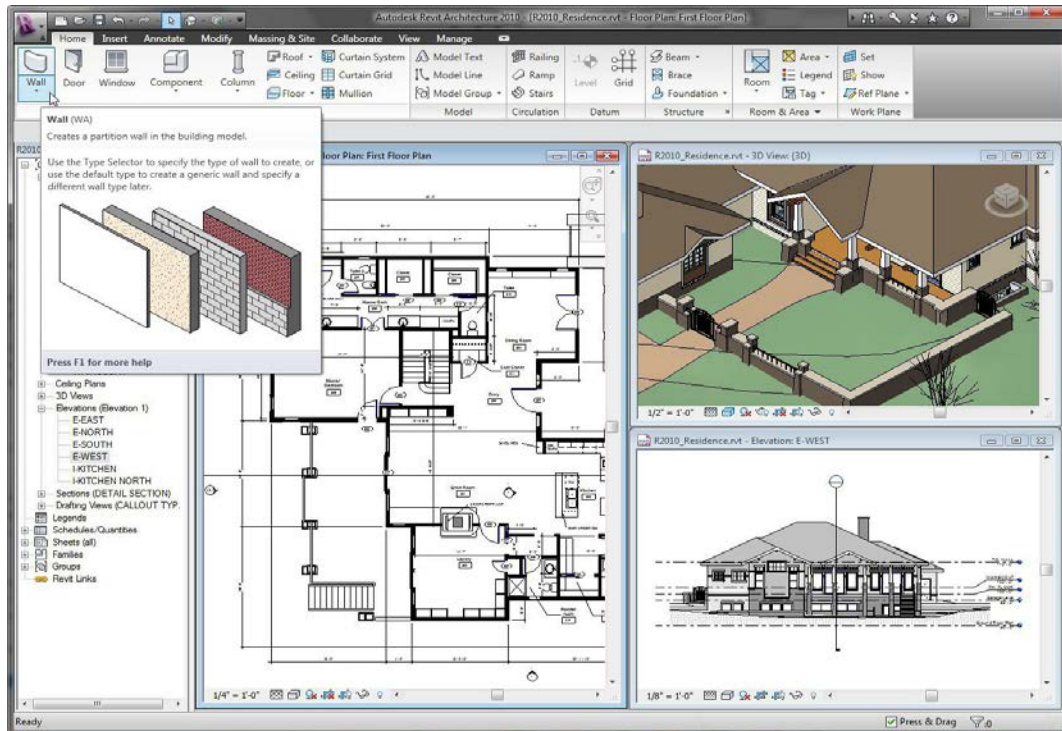 Autodesk Revit Architecture 2010 - [R2010_Residence.rvt - Floor Plan: First Floor Plan]
Home Insert Annotate Modify Massing & Site Collaborate View Manage
Wall Door Window Component Column
Roof Curtain System
Ceiling Curtain Grid
Floor Mullion
Model Text
Model Line
Model Group
Railing
Ramp
Stairs
Level Grid
Beam
Brace
Foundation
Room
Area
Legend
Tag
Set
Show
Ref Plane
Model Circulation Datum Structure Room & Area Work Plane
Wall (WA)
Creates a partition wall in the building model.
Use the Type Selector to specify the type of wall to create, or
use the default type to create a generic wall and specify a
different wall type later.
Press F1 for more help
Ceiling Plans
3D Views
Elevations (Elevation 1)
E-EAST
E-NORTH
E-SOUTH
E-WEST
I-KITCHEN
I-KITCHEN NORTH
Sections (DETAIL SECTION)
Drafting Views (CALLOUT TYP.
Legends
Schedules/Quantities
Sheets (all)
Families
Groups
Revit Links
loor Plan: First Floor Plan
1/4" = 1'-0"
R2010_Residence.rvt - 3D View: {3D}
1/2" = 1'-0"
R2010_Residence.rvt - Elevation: E-WEST
1/8" = 1'-0"
Ready
Press & Drag :0